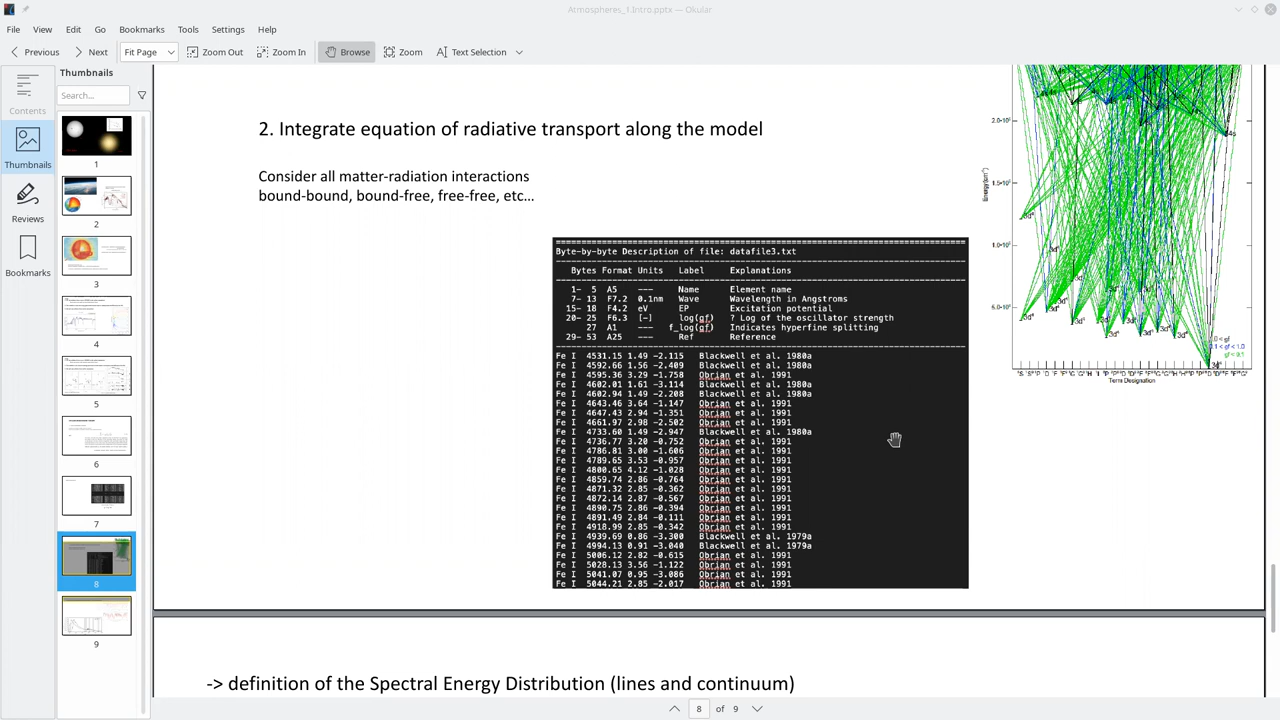 Atmospheres_1.Intro.pptx — Okular
File View Edit Go Bookmarks Tools Settings Help
Previous Next Fit Page Zoom Out Zoom In Browse Zoom Text Selection
Contents
Thumbnails
Reviews
Bookmarks
Thumbnails
Search...
1
2
3
4
5
6
7
8
9
2. Integrate equation of radiative transport along the model
Consider all matter-radiation interactions
bound-bound, bound-free, free-free, etc...
Byte-by-byte Description of file: datafile3.txt
Bytes Format Units Label Explanations
1- 5 A5 --- Name Element name
7- 13 F7.2 0.1nm Wave Wavelength in Angstroms
15- 18 F4.2 eV EP Excitation potential
20- 25 F6.3 [-] log(gf) ? Log of the oscillator strength
27 A1 --- f_log(gf) Indicates hyperfine splitting
29- 53 A25 --- Ref Reference
Fe I 4531.15 1.49 -2.115 Blackwell et al. 1980a
Fe I 4592.66 1.56 -2.409 Blackwell et al. 1980a
Fe I 4595.36 3.29 -1.758 Obrian et al. 1991
Fe I 4602.01 1.61 -3.114 Blackwell et al. 1980a
Fe I 4602.94 1.49 -2.208 Blackwell et al. 1980a
Fe I 4643.46 3.64 -1.147 Obrian et al. 1991
Fe I 4647.43 2.94 -1.351 Obrian et al. 1991
Fe I 4661.97 2.98 -2.502 Obrian et al. 1991
Fe I 4733.60 1.49 -2.947 Blackwell et al. 1980a
Fe I 4736.77 3.20 -0.752 Obrian et al. 1991
Fe I 4786.81 3.00 -1.606 Obrian et al. 1991
Fe I 4789.65 3.53 -0.957 Obrian et al. 1991
Fe I 4800.65 4.12 -1.028 Obrian et al. 1991
Fe I 4859.74 2.86 -0.764 Obrian et al. 1991
Fe I 4871.32 2.85 -0.362 Obrian et al. 1991
Fe I 4872.14 2.87 -0.567 Obrian et al. 1991
Fe I 4890.75 2.86 -0.394 Obrian et al. 1991
Fe I 4891.49 2.84 -0.111 Obrian et al. 1991
Fe I 4918.99 2.85 -0.342 Obrian et al. 1991
Fe I 4939.69 0.86 -3.300 Blackwell et al. 1979a
Fe I 4994.13 0.91 -3.040 Blackwell et al. 1979a
Fe I 5006.12 2.82 -0.615 Obrian et al. 1991
Fe I 5028.13 3.56 -1.122 Obrian et al. 1991
Fe I 5041.07 0.95 -3.086 Obrian et al. 1991
Fe I 5044.21 2.85 -2.017 Obrian et al. 1991
Term Designation
-> definition of the Spectral Energy Distribution (lines and continuum)
8 of 9